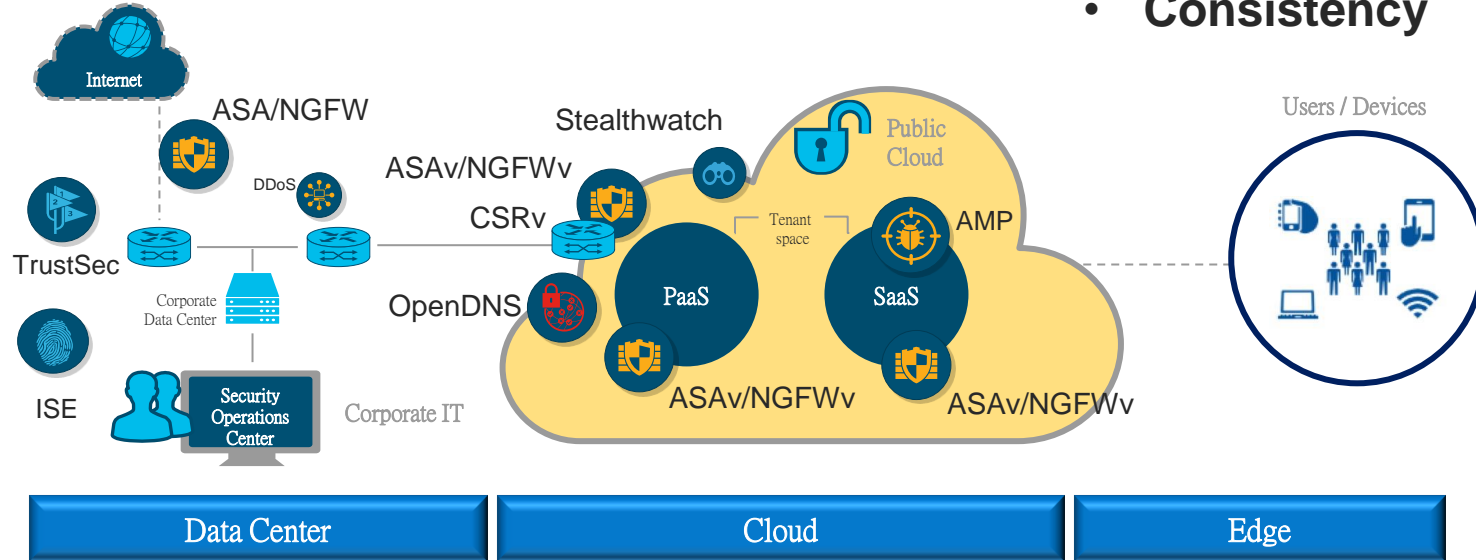 • Consistency
Internet
ASA/NGFW
DDoS
TrustSec
ISE
Corporate
Data Center
Security
Operations
Center
Corporate IT
Stealthwatch
ASAv/NGFWv
CSRv
OpenDNS
Public
Cloud
Tenant
space
AMP
PaaS
SaaS
ASAv/NGFWv
ASAv/NGFWv
Users / Devices
Data Center
Cloud
Edge